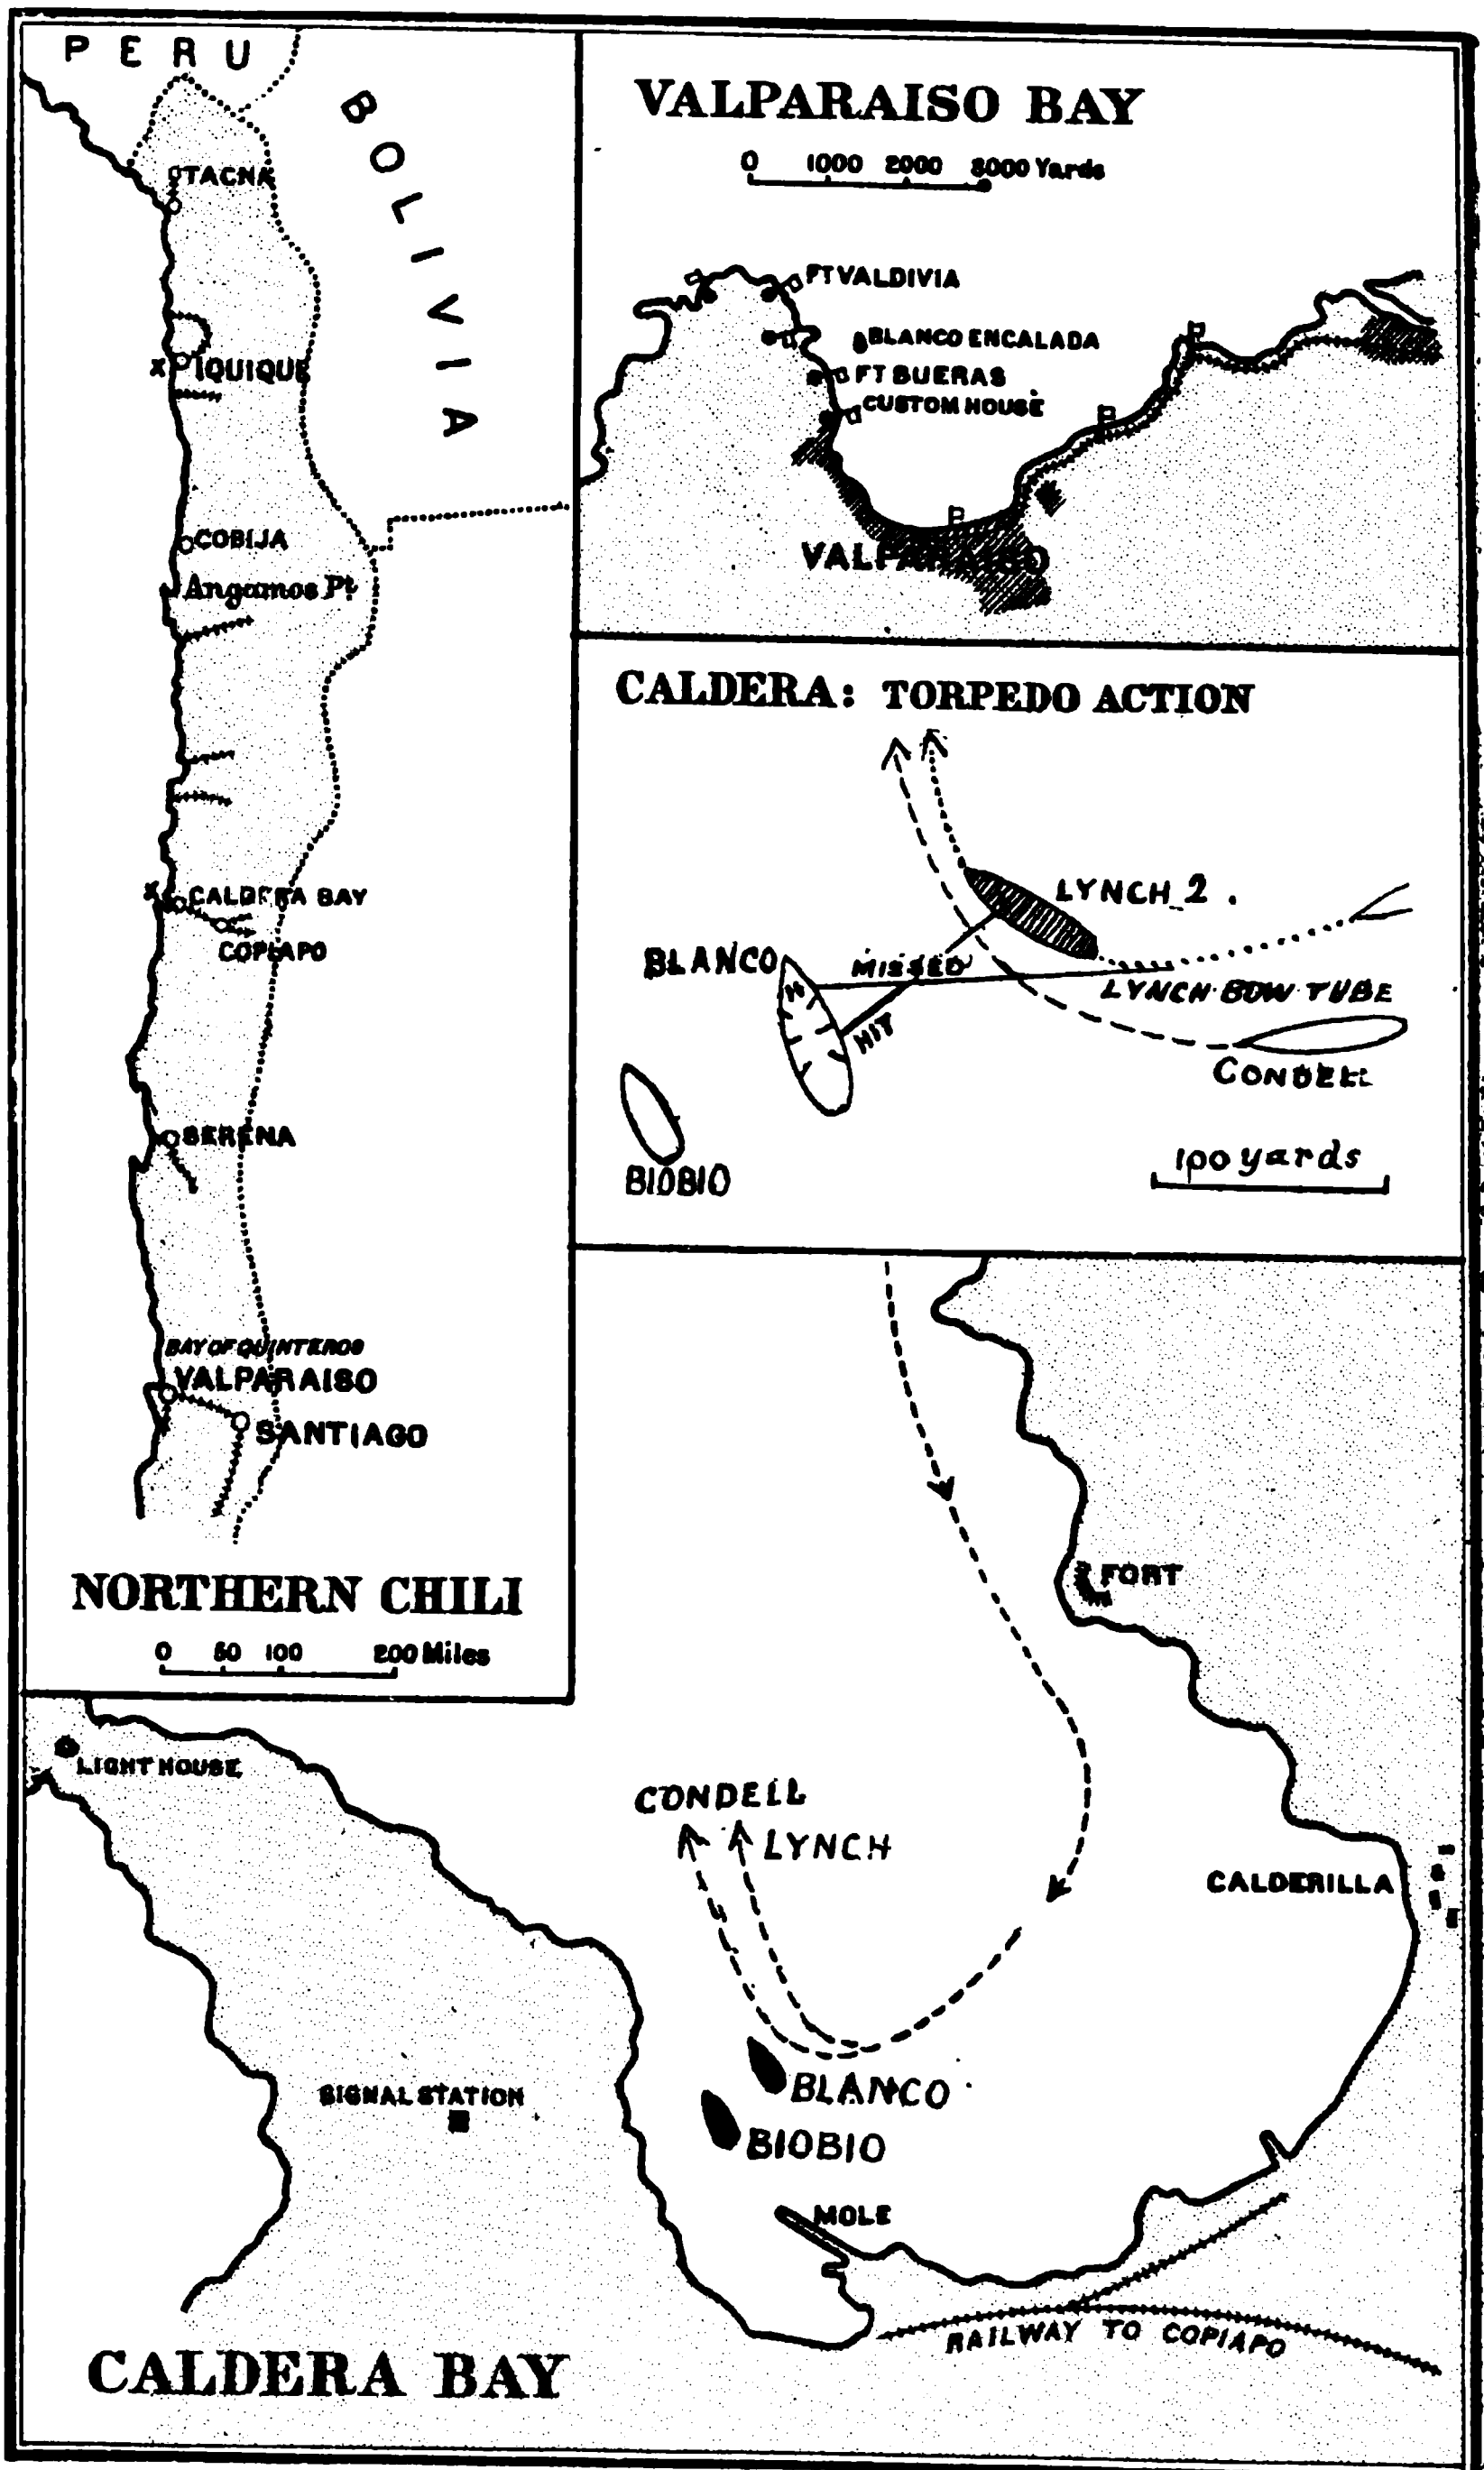 PERU
BOLIVIA
TACNA
IQUIQUE
COBIJA
Angamos Pt
CALDERA BAY
COPIAPO
SERENA
BAY OF QUINTEROS
VALPARAISO
SANTIAGO
NORTHERN CHILI
0 50 100 200 Miles
VALPARAISO BAY
0 1000 2000 3000 Yards
FT VALDIVIA
BLANCO ENCALADA
FT BUERAS
CUSTOM HOUSE
VALPARAISO
CALDERA: TORPEDO ACTION
LYNCH 2.
BLANCO
MISSED
LYNCH BOW TUBE
HIT
CONDELL
100 yards
BIOBIO
FORT
LIGHT HOUSE
CONDELL
LYNCH
CALDERILLA
BLANCO
SIGNAL STATION
BIOBIO
MOLE
RAILWAY TO COPIAPO
CALDERA BAY